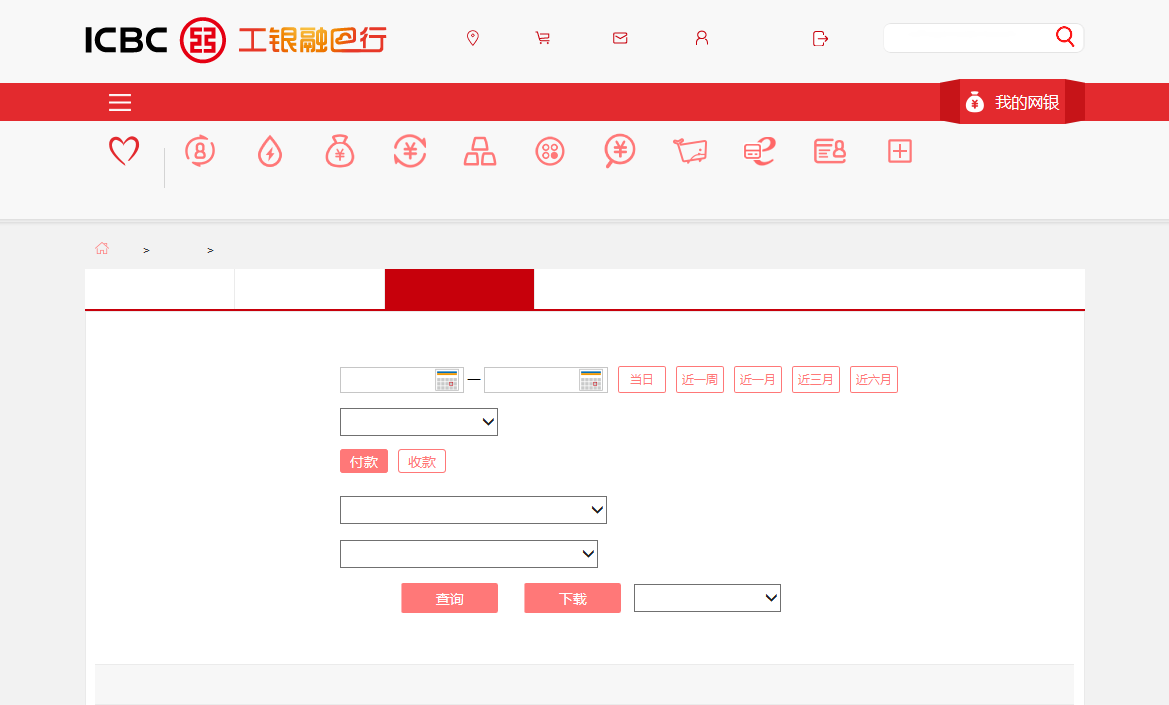 ICBC 工银融e行
我的网银
> >
— 当日 近一周 近一月 近三月 近六月
付款 收款
查询 下载